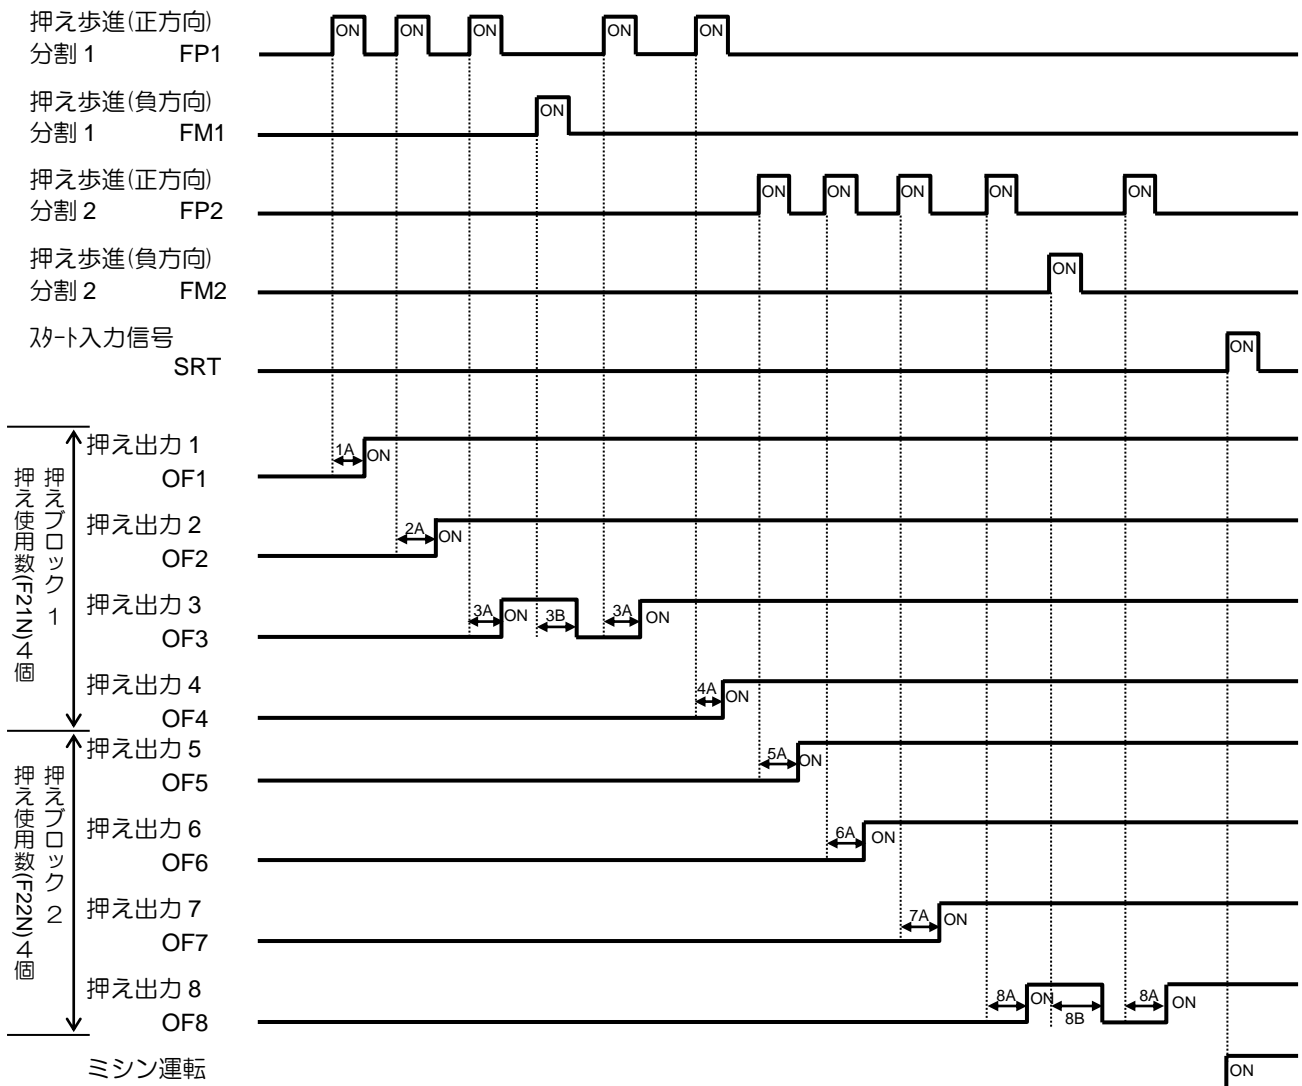 押え歩進(正方向)
分割 1 FP1
ON ON ON ON ON
押え歩進(負方向)
分割 1 FM1
ON
押え歩進(正方向)
分割 2 FP2
ON ON ON ON ON
押え歩進(負方向)
分割 2 FM2
ON
ｽﾀｰﾄ入力信号
SRT
ON
押えブロック 1
押え使用数(F21N)4個
押え出力 1
OF1
1A ON
押え出力 2
OF2
2A ON
押え出力 3
OF3
3A ON 3B 3A ON
押え出力 4
OF4
4A ON
押えブロック 2
押え使用数(F22N)4個
押え出力 5
OF5
5A ON
押え出力 6
OF6
6A ON
押え出力 7
OF7
7A ON
押え出力 8
OF8
8A ON 8B 8A ON
ミシン運転
ON